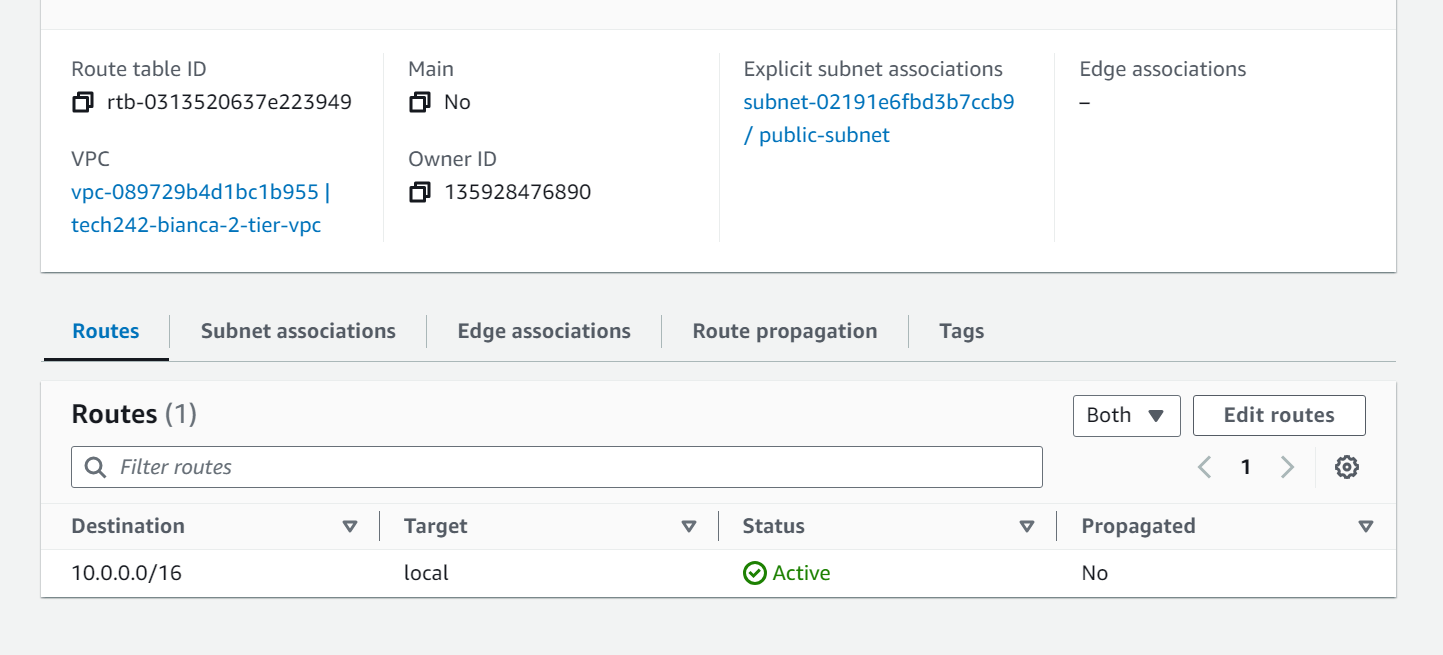 Route table ID
rtb-0313520637e223949
Main
No
Explicit subnet associations
subnet-02191e6fbd3b7ccb9
/ public-subnet
Edge associations
–
VPC
vpc-089729b4d1bc1b955 |
tech242-bianca-2-tier-vpc
Owner ID
135928476890
Routes
Subnet associations
Edge associations
Route propagation
Tags
Routes (1)
Both
Edit routes
Filter routes
1
Destination
Target
Status
Propagated
10.0.0.0/16
local
Active
No